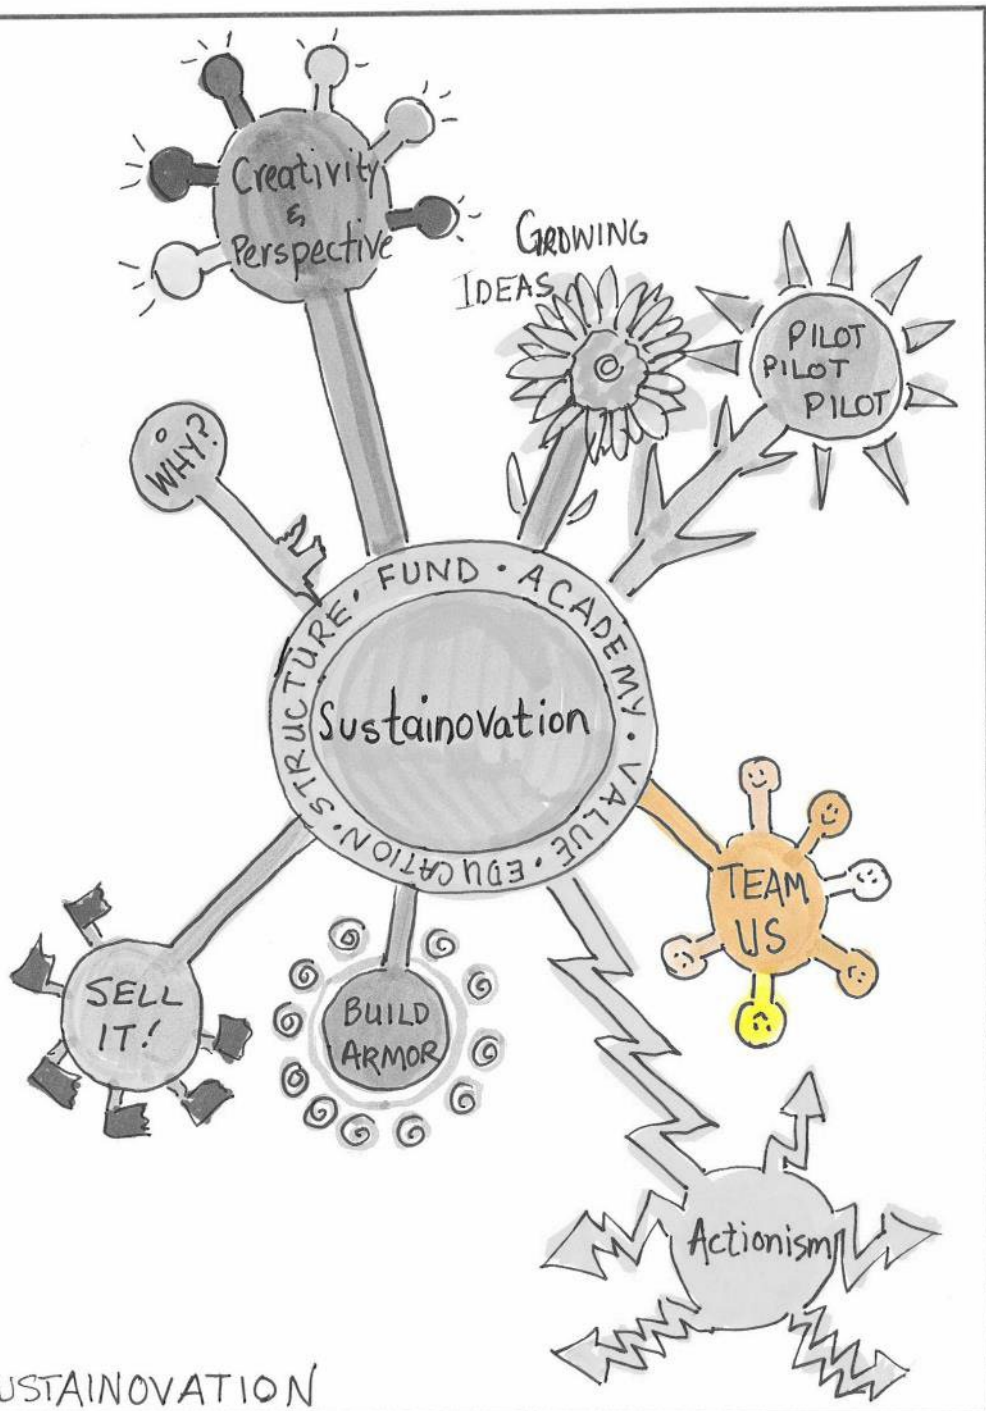 Creativity
&
Perspective
GROWING
IDEAS
PILOT
PILOT
PILOT
WHY?
STRUCTURE · FUND · ACADEMY · VALUE · EDUCATION ·
Sustainovation
TEAM
US
SELL
IT!
BUILD
ARMOR
Actionism
USTAINOVATION